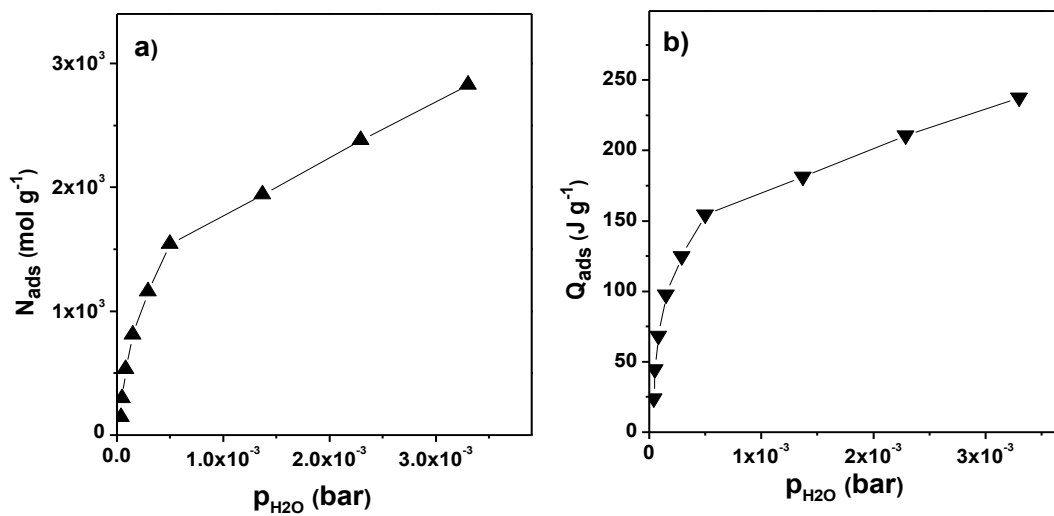 a)
N_ads (mol g⁻¹)
3x10³
2x10³
1x10³
0
0.0 1.0x10⁻³ 2.0x10⁻³ 3.0x10⁻³
p_H2O (bar)
b)
Q_ads (J g⁻¹)
250
200
150
100
50
0
0 1x10⁻³ 2x10⁻³ 3x10⁻³
p_H2O (bar)